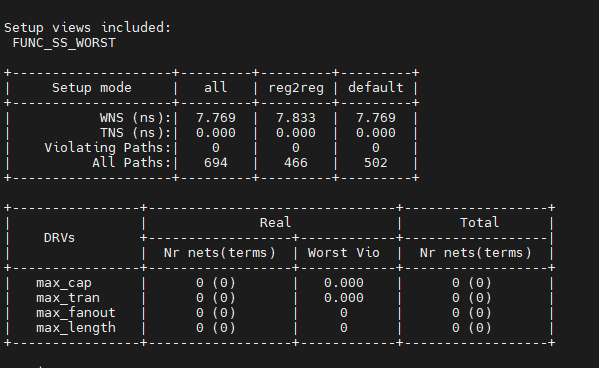 Setup views included:
 FUNC_SS_WORST

+--------------------+---------+---------+---------+
|     Setup mode     |   all   | reg2reg | default |
+--------------------+---------+---------+---------+
|           WNS (ns):|  7.769  |  7.833  |  7.769  |
|           TNS (ns):|  0.000  |  0.000  |  0.000  |
|    Violating Paths:|    0    |    0    |    0    |
|          All Paths:|   694   |   466   |   502   |
+--------------------+---------+---------+---------+

+----------------+-------------------------------+------------------+
|                |              Real             |       Total      |
|    DRVs        +------------------+------------+------------------|
|                |  Nr nets(terms)  | Worst Vio  |  Nr nets(terms)  |
+----------------+------------------+------------+------------------+
|   max_cap      |      0 (0)       |   0.000    |      0 (0)       |
|   max_tran     |      0 (0)       |   0.000    |      0 (0)       |
|   max_fanout   |      0 (0)       |     0      |      0 (0)       |
|   max_length   |      0 (0)       |     0      |      0 (0)       |
+----------------+------------------+------------+------------------+